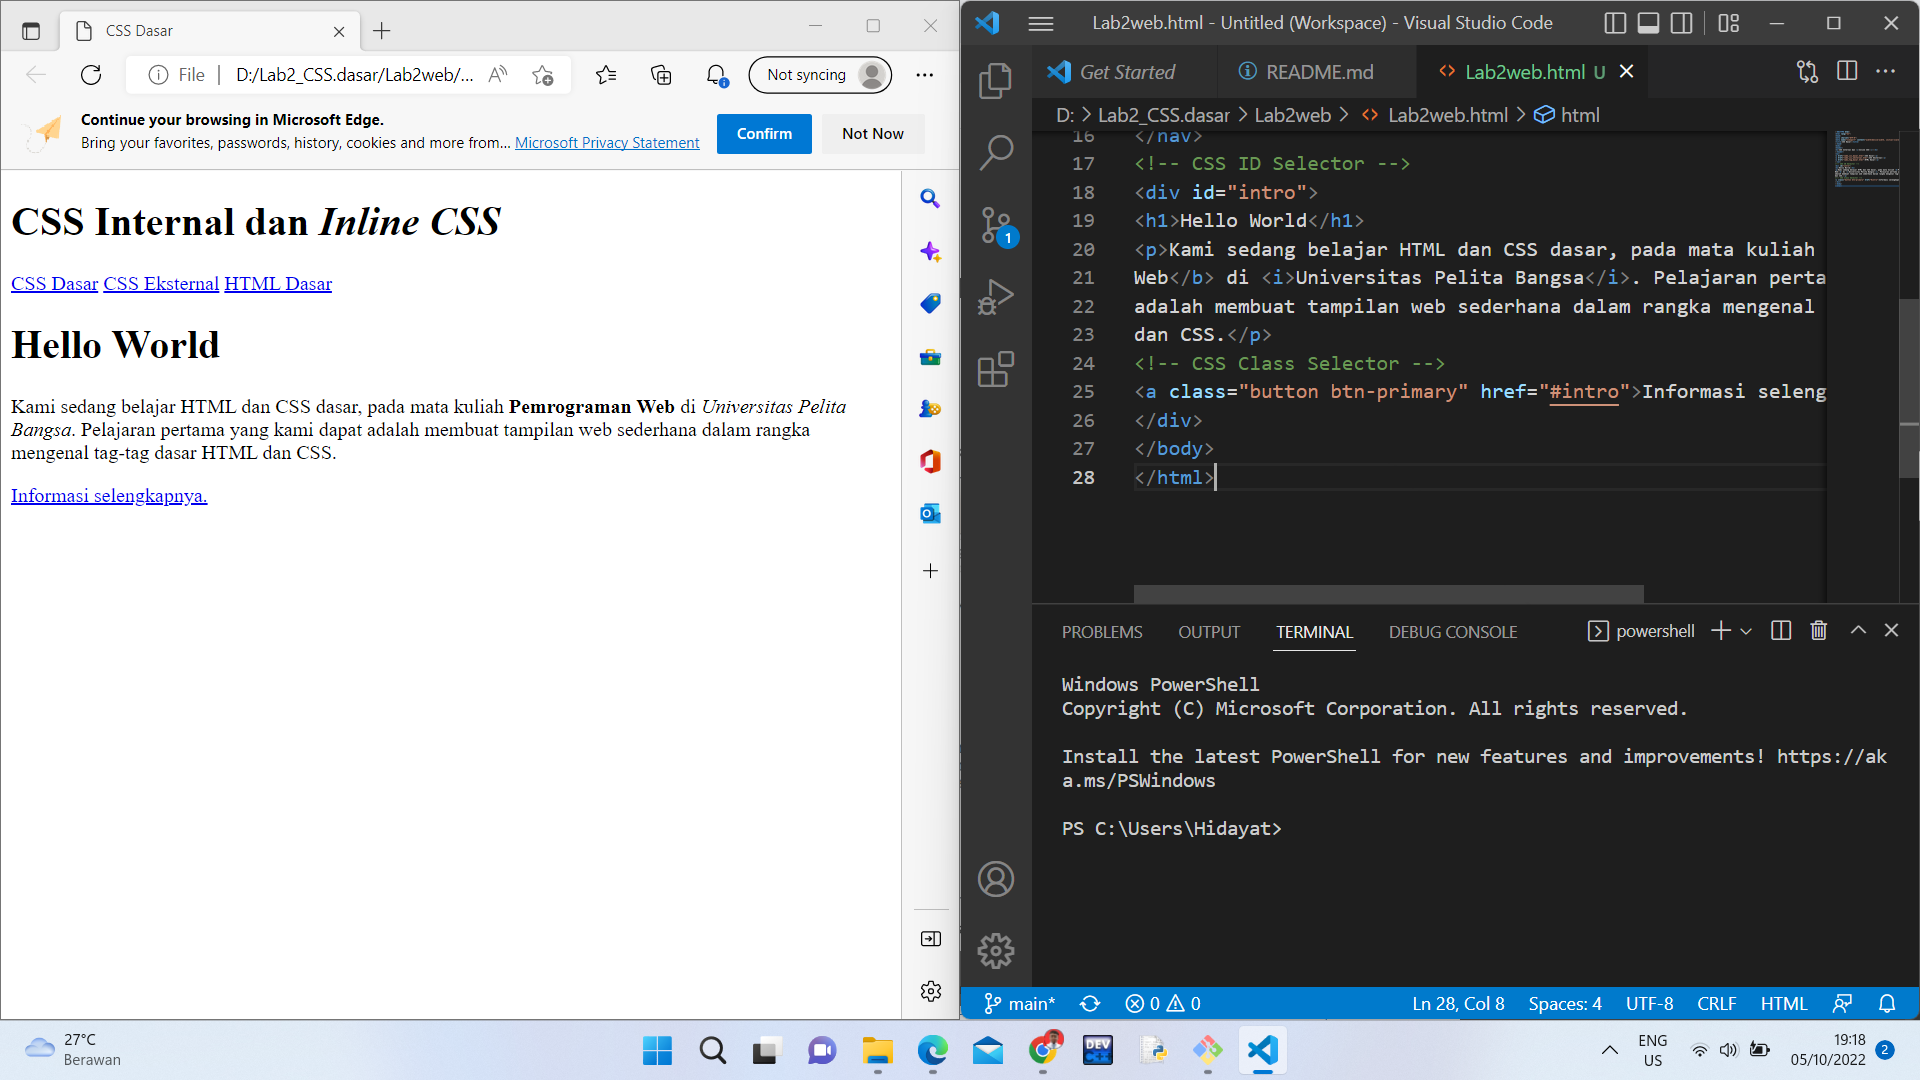 CSS Dasar
File
D:/Lab2_CSS.dasar/Lab2web/...
Not syncing
Continue your browsing in Microsoft Edge.
Bring your favorites, passwords, history, cookies and more from... Microsoft Privacy Statement
Confirm
Not Now
CSS Internal dan Inline CSS
CSS Dasar CSS Eksternal HTML Dasar
Hello World
Kami sedang belajar HTML dan CSS dasar, pada mata kuliah Pemrograman Web di Universitas Pelita
Bangsa. Pelajaran pertama yang kami dapat adalah membuat tampilan web sederhana dalam rangka
mengenal tag-tag dasar HTML dan CSS.
Informasi selengkapnya.
Lab2web.html - Untitled (Workspace) - Visual Studio Code
Get Started
README.md
Lab2web.html U
D: > Lab2_CSS.dasar > Lab2web > Lab2web.html > html
1
16 </nav>
17 <!-- CSS ID Selector -->
18 <div id="intro">
19 <h1>Hello World</h1>
20 <p>Kami sedang belajar HTML dan CSS dasar, pada mata kuliah
21 Web</b> di <i>Universitas Pelita Bangsa</i>. Pelajaran perta
22 adalah membuat tampilan web sederhana dalam rangka mengenal
23 dan CSS.</p>
24 <!-- CSS Class Selector -->
25 <a class="button btn-primary" href="#intro">Informasi seleng
26 </div>
27 </body>
28 </html>
PROBLEMS OUTPUT TERMINAL DEBUG CONSOLE
powershell
Windows PowerShell
Copyright (C) Microsoft Corporation. All rights reserved.
Install the latest PowerShell for new features and improvements! https://ak
a.ms/PSWindows
PS C:\Users\Hidayat>
main* 0 0 Ln 28, Col 8 Spaces: 4 UTF-8 CRLF HTML
27°C
Berawan
DEV
C++
ENG
US
19:18
05/10/2022
2